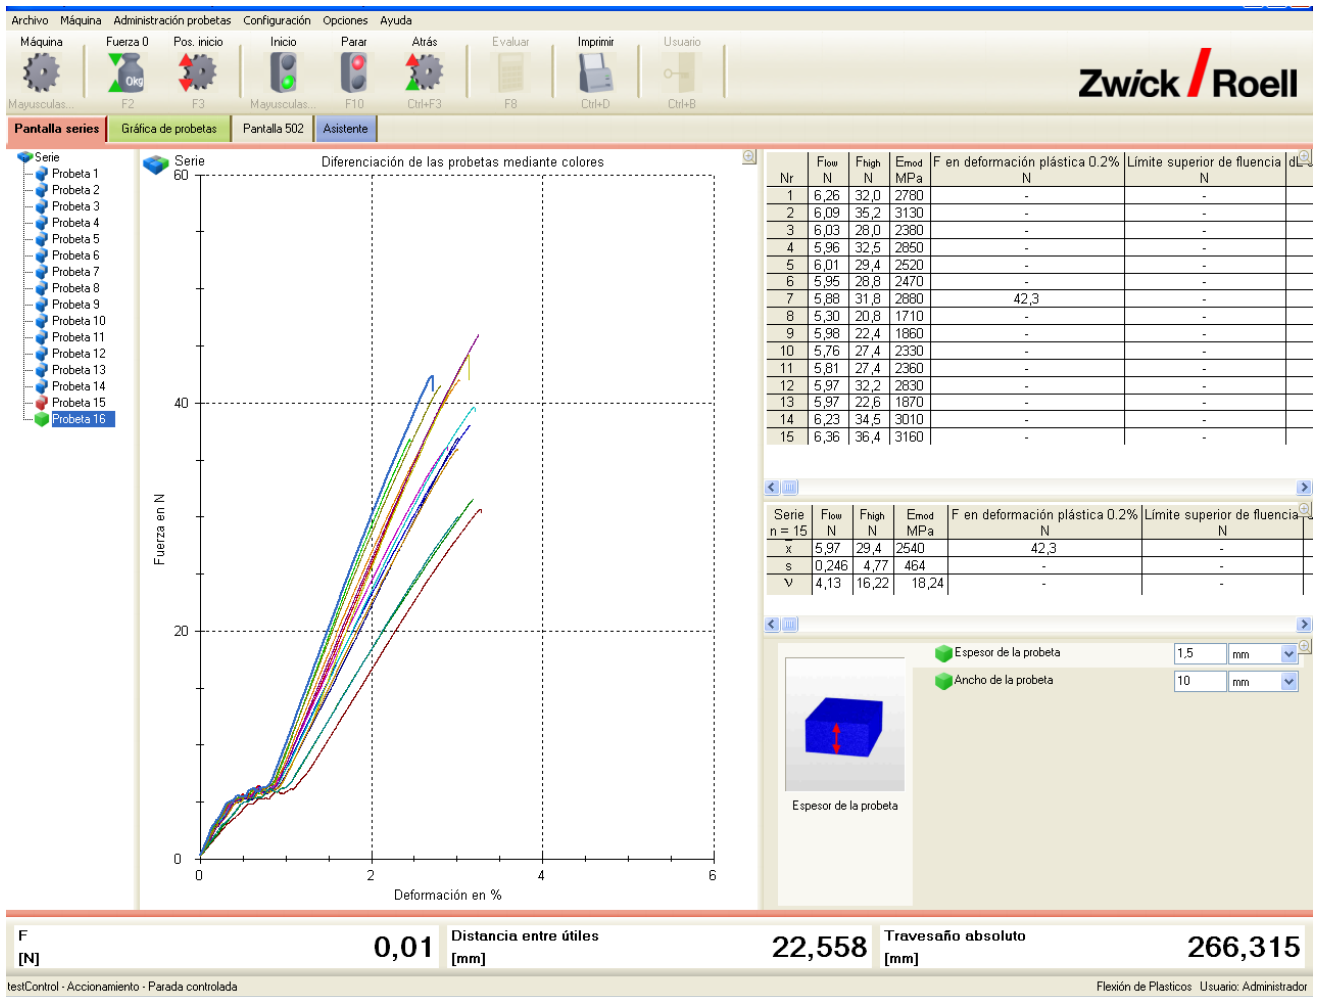 Archivo Máquina Administración probetas Configuración Opciones Ayuda
Máquina Fuerza 0 Pos. inicio Inicio Parar Atrás Evaluar Imprimir Usuario
0kg
Mayusculas... F2 F3 Mayusculas... F10 Ctrl+F3 F8 Ctrl+D Ctrl+B
Zwick / Roell
Pantalla series Gráfica de probetas Pantalla 502 Asistente
Serie
Probeta 1
Probeta 2
Probeta 3
Probeta 4
Probeta 5
Probeta 6
Probeta 7
Probeta 8
Probeta 9
Probeta 10
Probeta 11
Probeta 12
Probeta 13
Probeta 14
Probeta 15
Probeta 16
Serie Diferenciación de las probetas mediante colores
60
40
20
0
Fuerza en N
0 2 4 6
Deformación en %
Flow Fhigh Emod F en deformación plástica 0.2% Límite superior de fluencia
Nr N N MPa N N
1 6,26 32,0 2780 - -
2 6,09 35,2 3130 - -
3 6,03 28,0 2380 - -
4 5,96 32,5 2850 - -
5 6,01 29,4 2520 - -
6 5,95 28,8 2470 - -
7 5,88 31,8 2880 42,3 -
8 5,30 20,8 1710 - -
9 5,98 22,4 1860 - -
10 5,76 27,4 2330 - -
11 5,81 27,4 2360 - -
12 5,97 32,2 2830 - -
13 5,97 22,6 1870 - -
14 6,23 34,5 3010 - -
15 6,36 36,4 3160 - -
Serie Flow Fhigh Emod F en deformación plástica 0.2% Límite superior de fluencia
n = 15 N N MPa N N
x̄ 5,97 29,4 2540 42,3 -
s 0,246 4,77 464 - -
ν 4,13 16,22 18,24 - -
Espesor de la probeta 1,5 mm
Ancho de la probeta 10 mm
Espesor de la probeta
F
[N] 0,01
Distancia entre útiles
[mm] 22,558
Travesaño absoluto
[mm] 266,315
testControl - Accionamiento - Parada controlada Flexión de Plasticos Usuario: Administrador